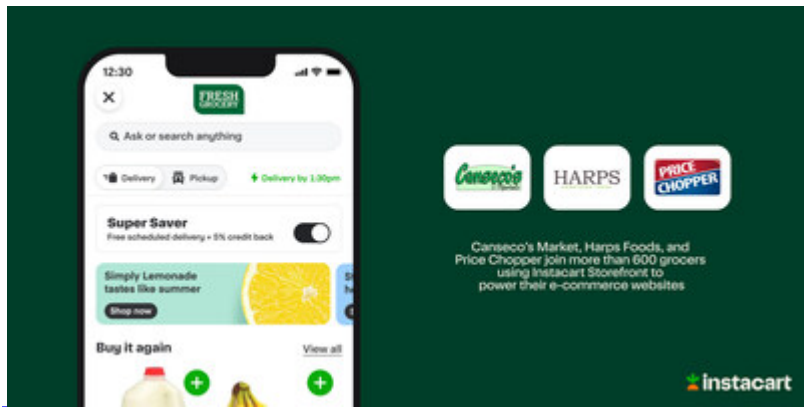 12:30
FRESH
GROCERY
Ask or search anything
Delivery
Pickup
Delivery by 1:30pm
Super Saver
Free scheduled delivery + 5% credit back
Simply Lemonade
tastes like summer
Shop now
Buy it again
View all
Canseco's
HARPS
PRICE
CHOPPER
Canseco's Market, Harps Foods, and
Price Chopper join more than 600 grocers
using Instacart Storefront to
power their e-commerce websites
instacart